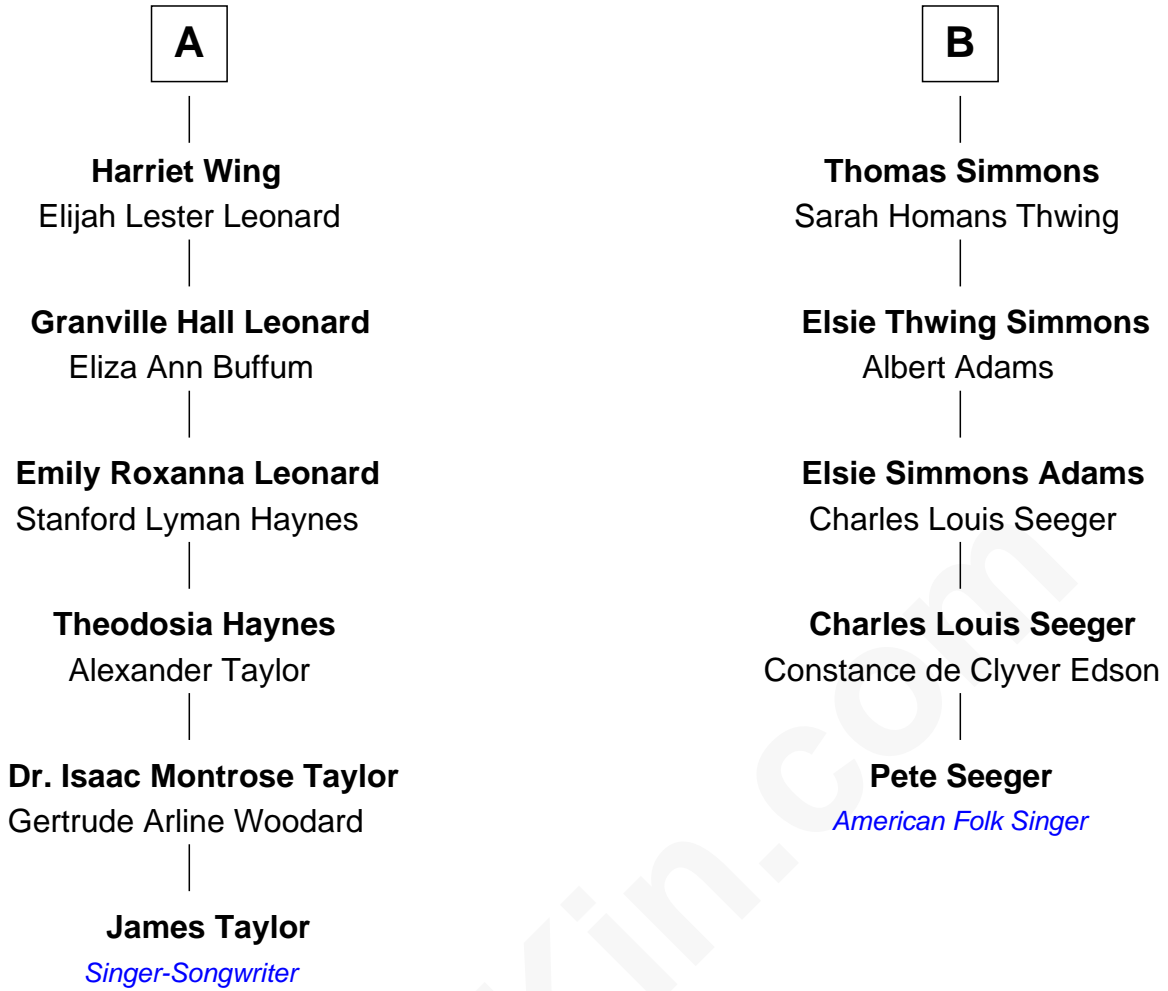 A
Harriet Wing
Elijah Lester Leonard
Granville Hall Leonard
Eliza Ann Buffum
Emily Roxanna Leonard
Stanford Lyman Haynes
Theodosia Haynes
Alexander Taylor
Dr. Isaac Montrose Taylor
Gertrude Arline Woodard
James Taylor
Singer-Songwriter
B
Thomas Simmons
Sarah Homans Thwing
Elsie Thwing Simmons
Albert Adams
Elsie Simmons Adams
Charles Louis Seeger
Charles Louis Seeger
Constance de Clyver Edson
Pete Seeger
American Folk Singer
Kin.com